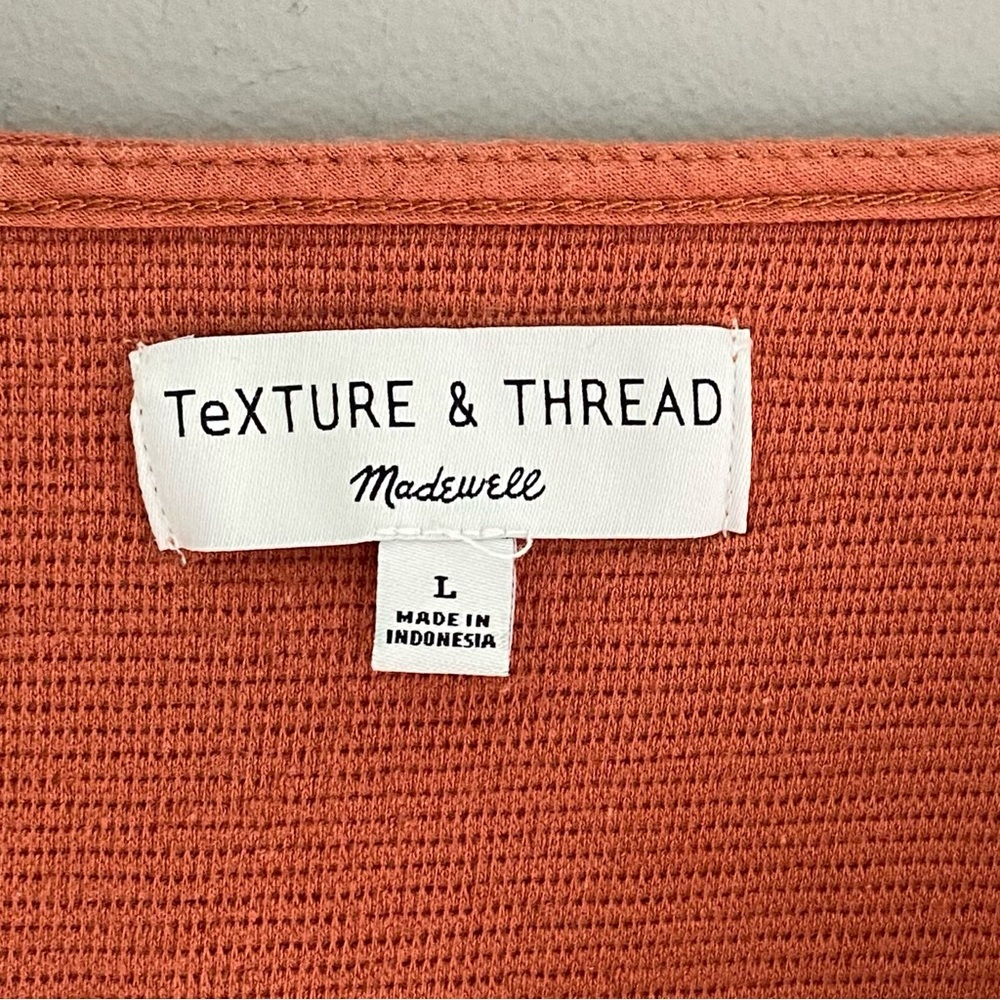 TeXTURE & THREAD
Madewell
L
MADE IN
INDONESIA